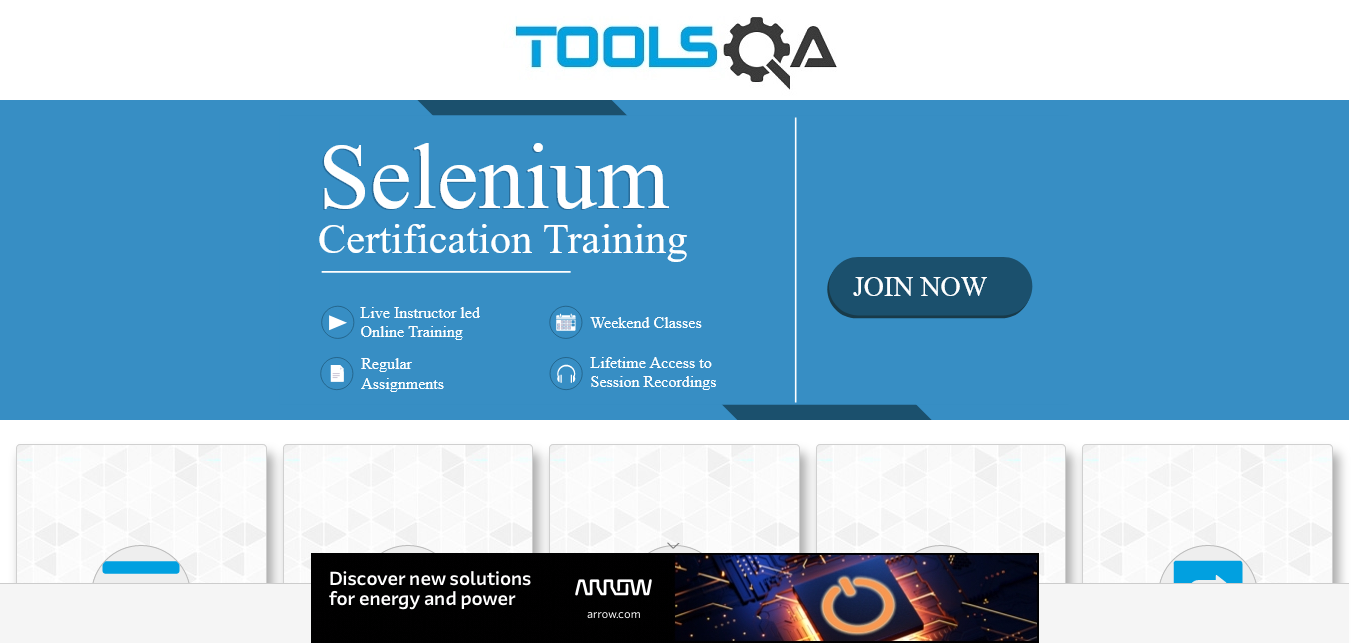 TOOLSQA
Selenium
Certification Training
Live Instructor led
Online Training
Weekend Classes
Regular
Assignments
Lifetime Access to
Session Recordings
JOIN NOW
Discover new solutions
for energy and power
ARROW
arrow.com